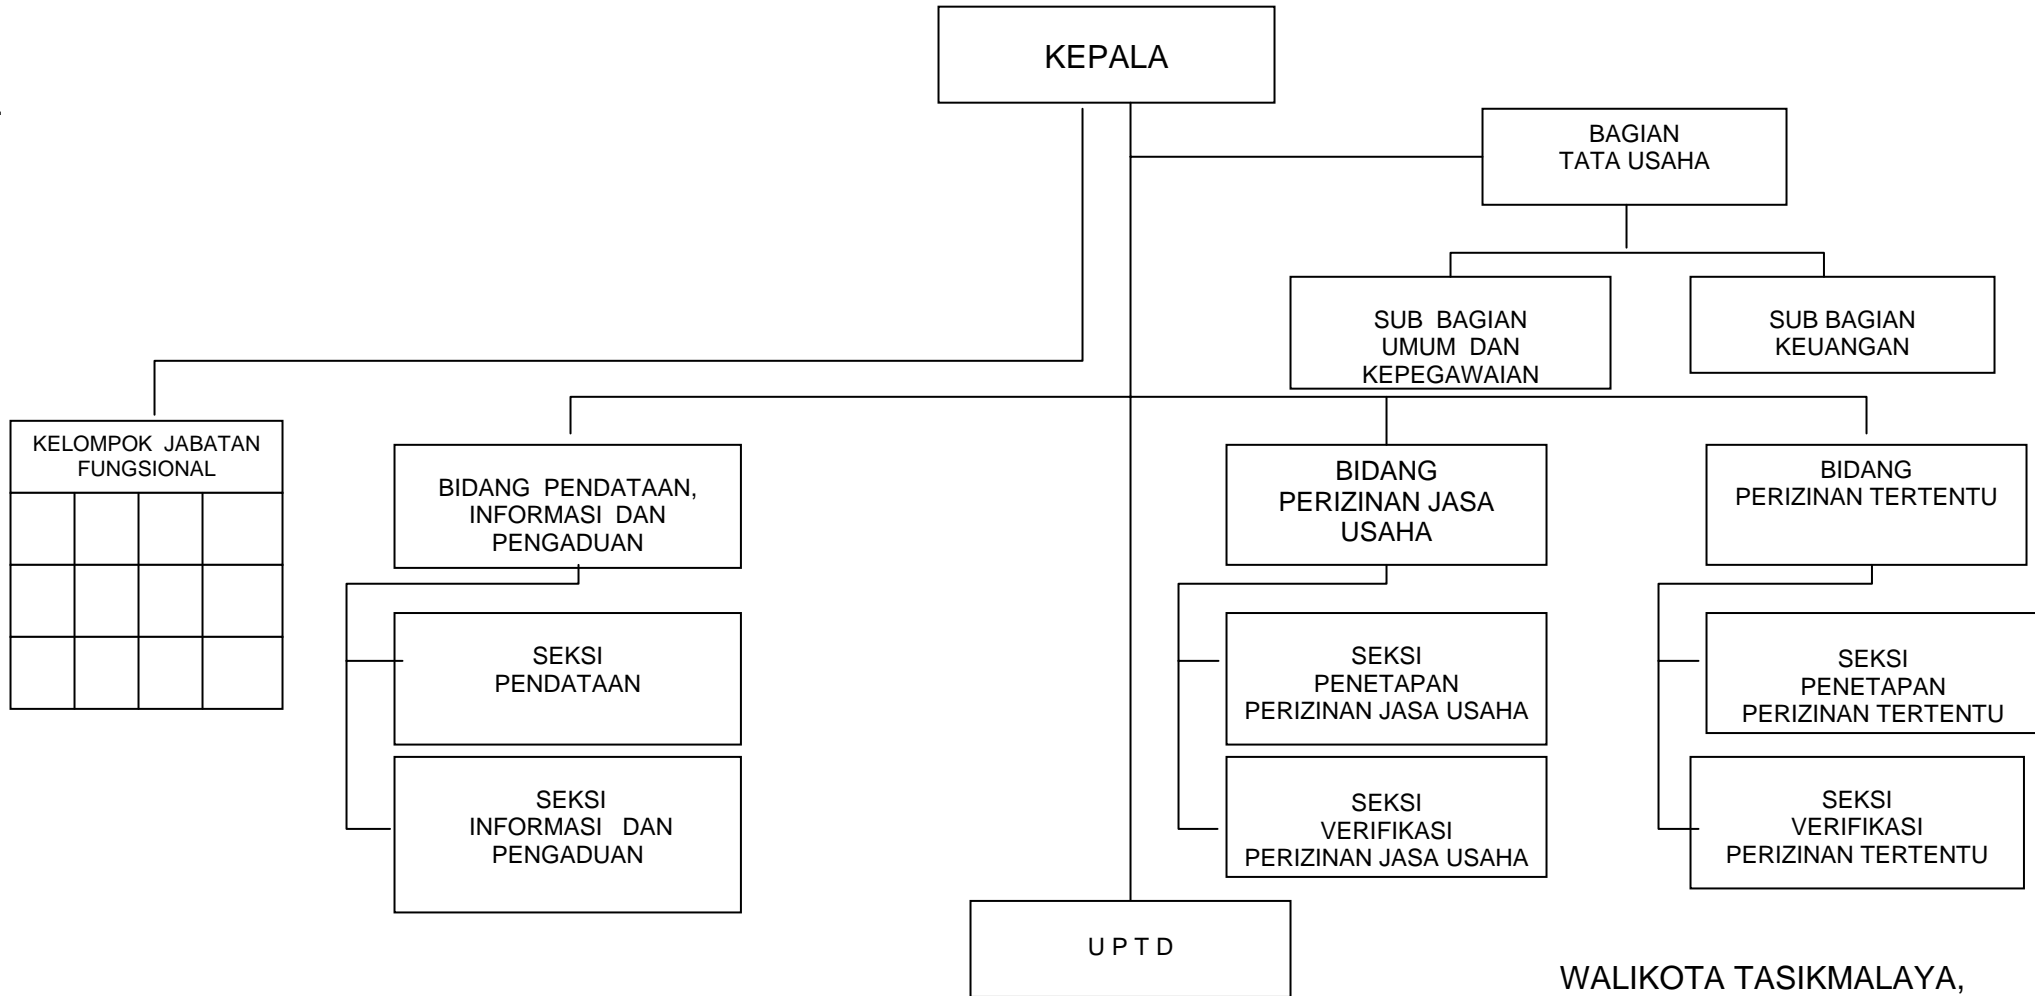 KEPALA
BAGIAN
TATA USAHA
SUB BAGIAN
UMUM DAN
KEPEGAWAIAN
SUB BAGIAN
KEUANGAN
KELOMPOK JABATAN
FUNGSIONAL
BIDANG PENDATAAN,
INFORMASI DAN
PENGADUAN
BIDANG
PERIZINAN JASA
USAHA
BIDANG
PERIZINAN TERTENTU
SEKSI
PENDATAAN
SEKSI
PENETAPAN
PERIZINAN JASA USAHA
SEKSI
PENETAPAN
PERIZINAN TERTENTU
SEKSI
INFORMASI DAN
PENGADUAN
SEKSI
VERIFIKASI
PERIZINAN JASA USAHA
SEKSI
VERIFIKASI
PERIZINAN TERTENTU
U P T D
WALIKOTA TASIKMALAYA,